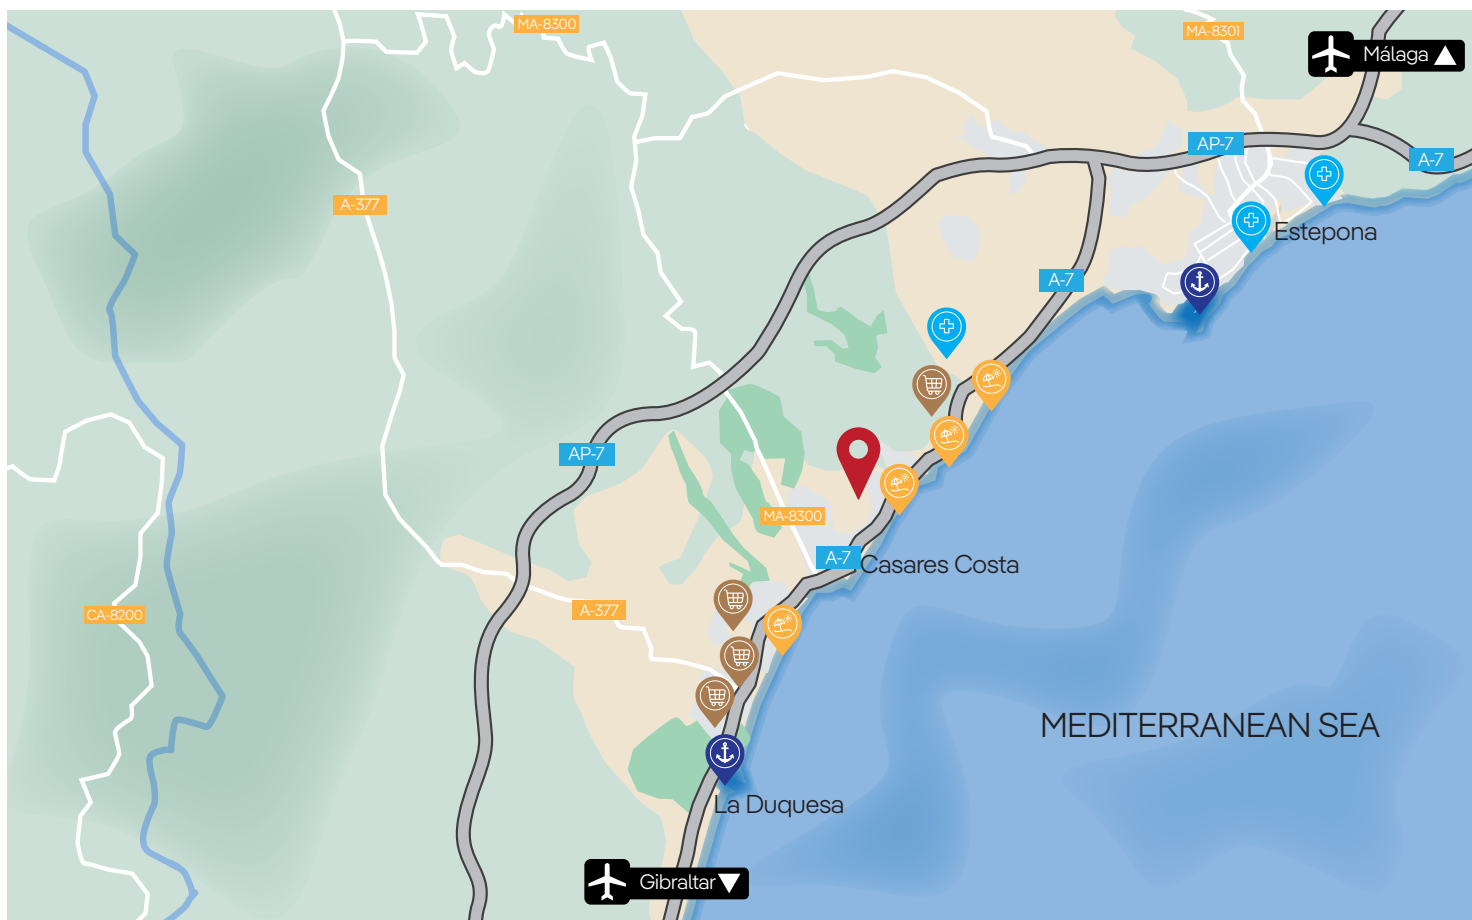 MA-8300
MA-8301
Málaga
AP-7
A-7
A-377
Estepona
A-7
AP-7
MA-8300
A-7
Casares Costa
CA-8200
A-377
MEDITERRANEAN SEA
La Duquesa
Gibraltar